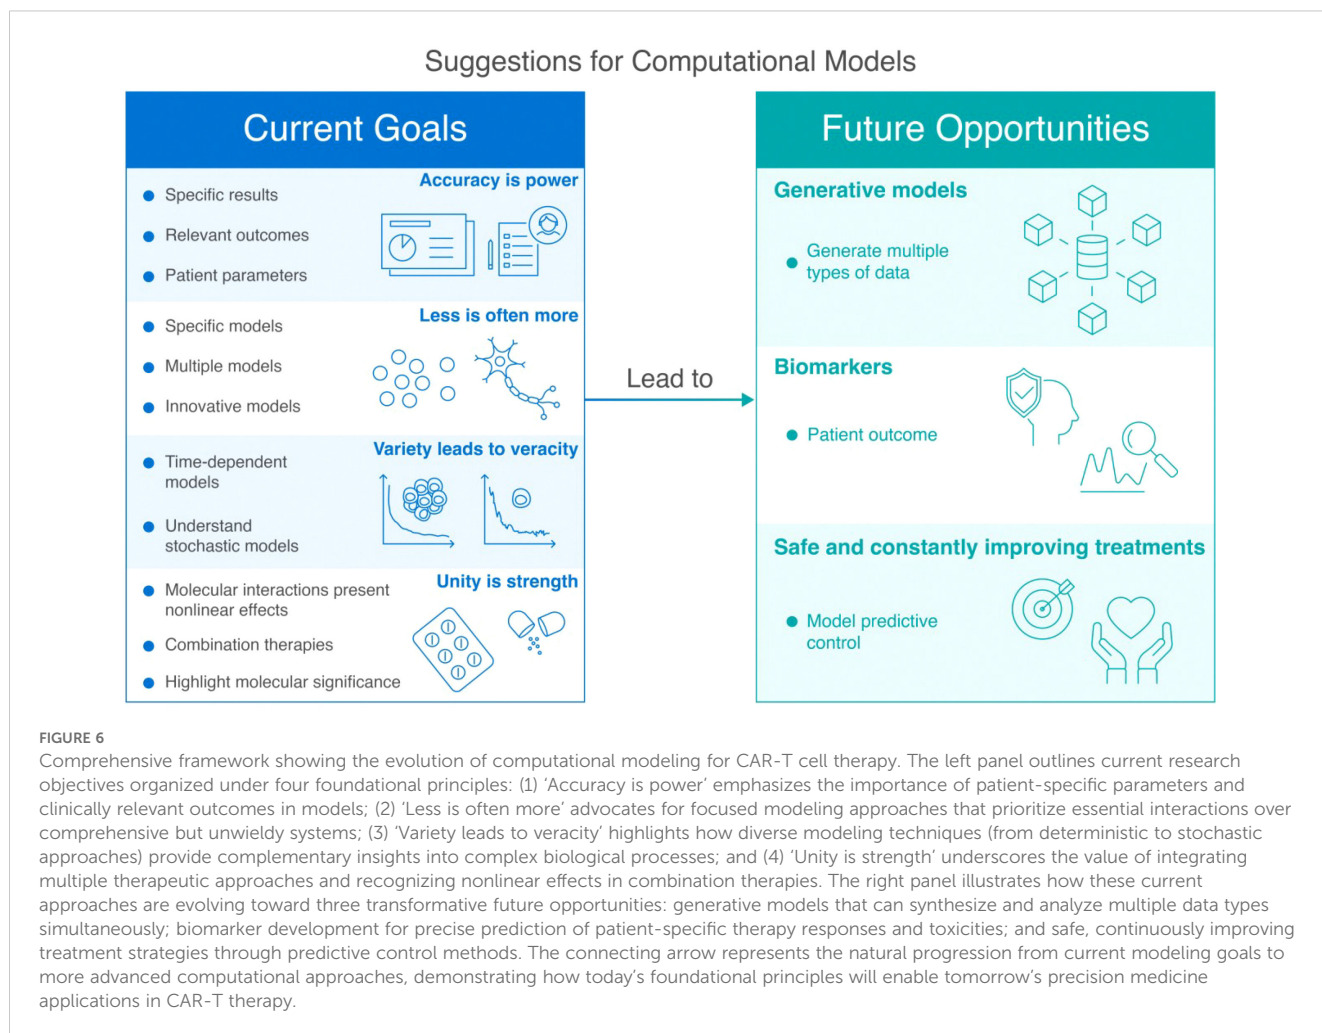 Suggestions for Computational Models
Current Goals
Accuracy is power
Specific results
Relevant outcomes
Patient parameters
Less is often more
Specific models
Multiple models
Innovative models
Variety leads to veracity
Time-dependent
models
Understand
stochastic models
Unity is strength
Molecular interactions present
nonlinear effects
Combination therapies
Highlight molecular significance
Lead to
Future Opportunities
Generative models
Generate multiple
types of data
Biomarkers
Patient outcome
Safe and constantly improving treatments
Model predictive
control
FIGURE 6
Comprehensive framework showing the evolution of computational modeling for CAR-T cell therapy. The left panel outlines current research
objectives organized under four foundational principles: (1) ‘Accuracy is power’ emphasizes the importance of patient-specific parameters and
clinically relevant outcomes in models; (2) ‘Less is often more’ advocates for focused modeling approaches that prioritize essential interactions over
comprehensive but unwieldy systems; (3) ‘Variety leads to veracity’ highlights how diverse modeling techniques (from deterministic to stochastic
approaches) provide complementary insights into complex biological processes; and (4) ‘Unity is strength’ underscores the value of integrating
multiple therapeutic approaches and recognizing nonlinear effects in combination therapies. The right panel illustrates how these current
approaches are evolving toward three transformative future opportunities: generative models that can synthesize and analyze multiple data types
simultaneously; biomarker development for precise prediction of patient-specific therapy responses and toxicities; and safe, continuously improving
treatment strategies through predictive control methods. The connecting arrow represents the natural progression from current modeling goals to
more advanced computational approaches, demonstrating how today’s foundational principles will enable tomorrow’s precision medicine
applications in CAR-T therapy.